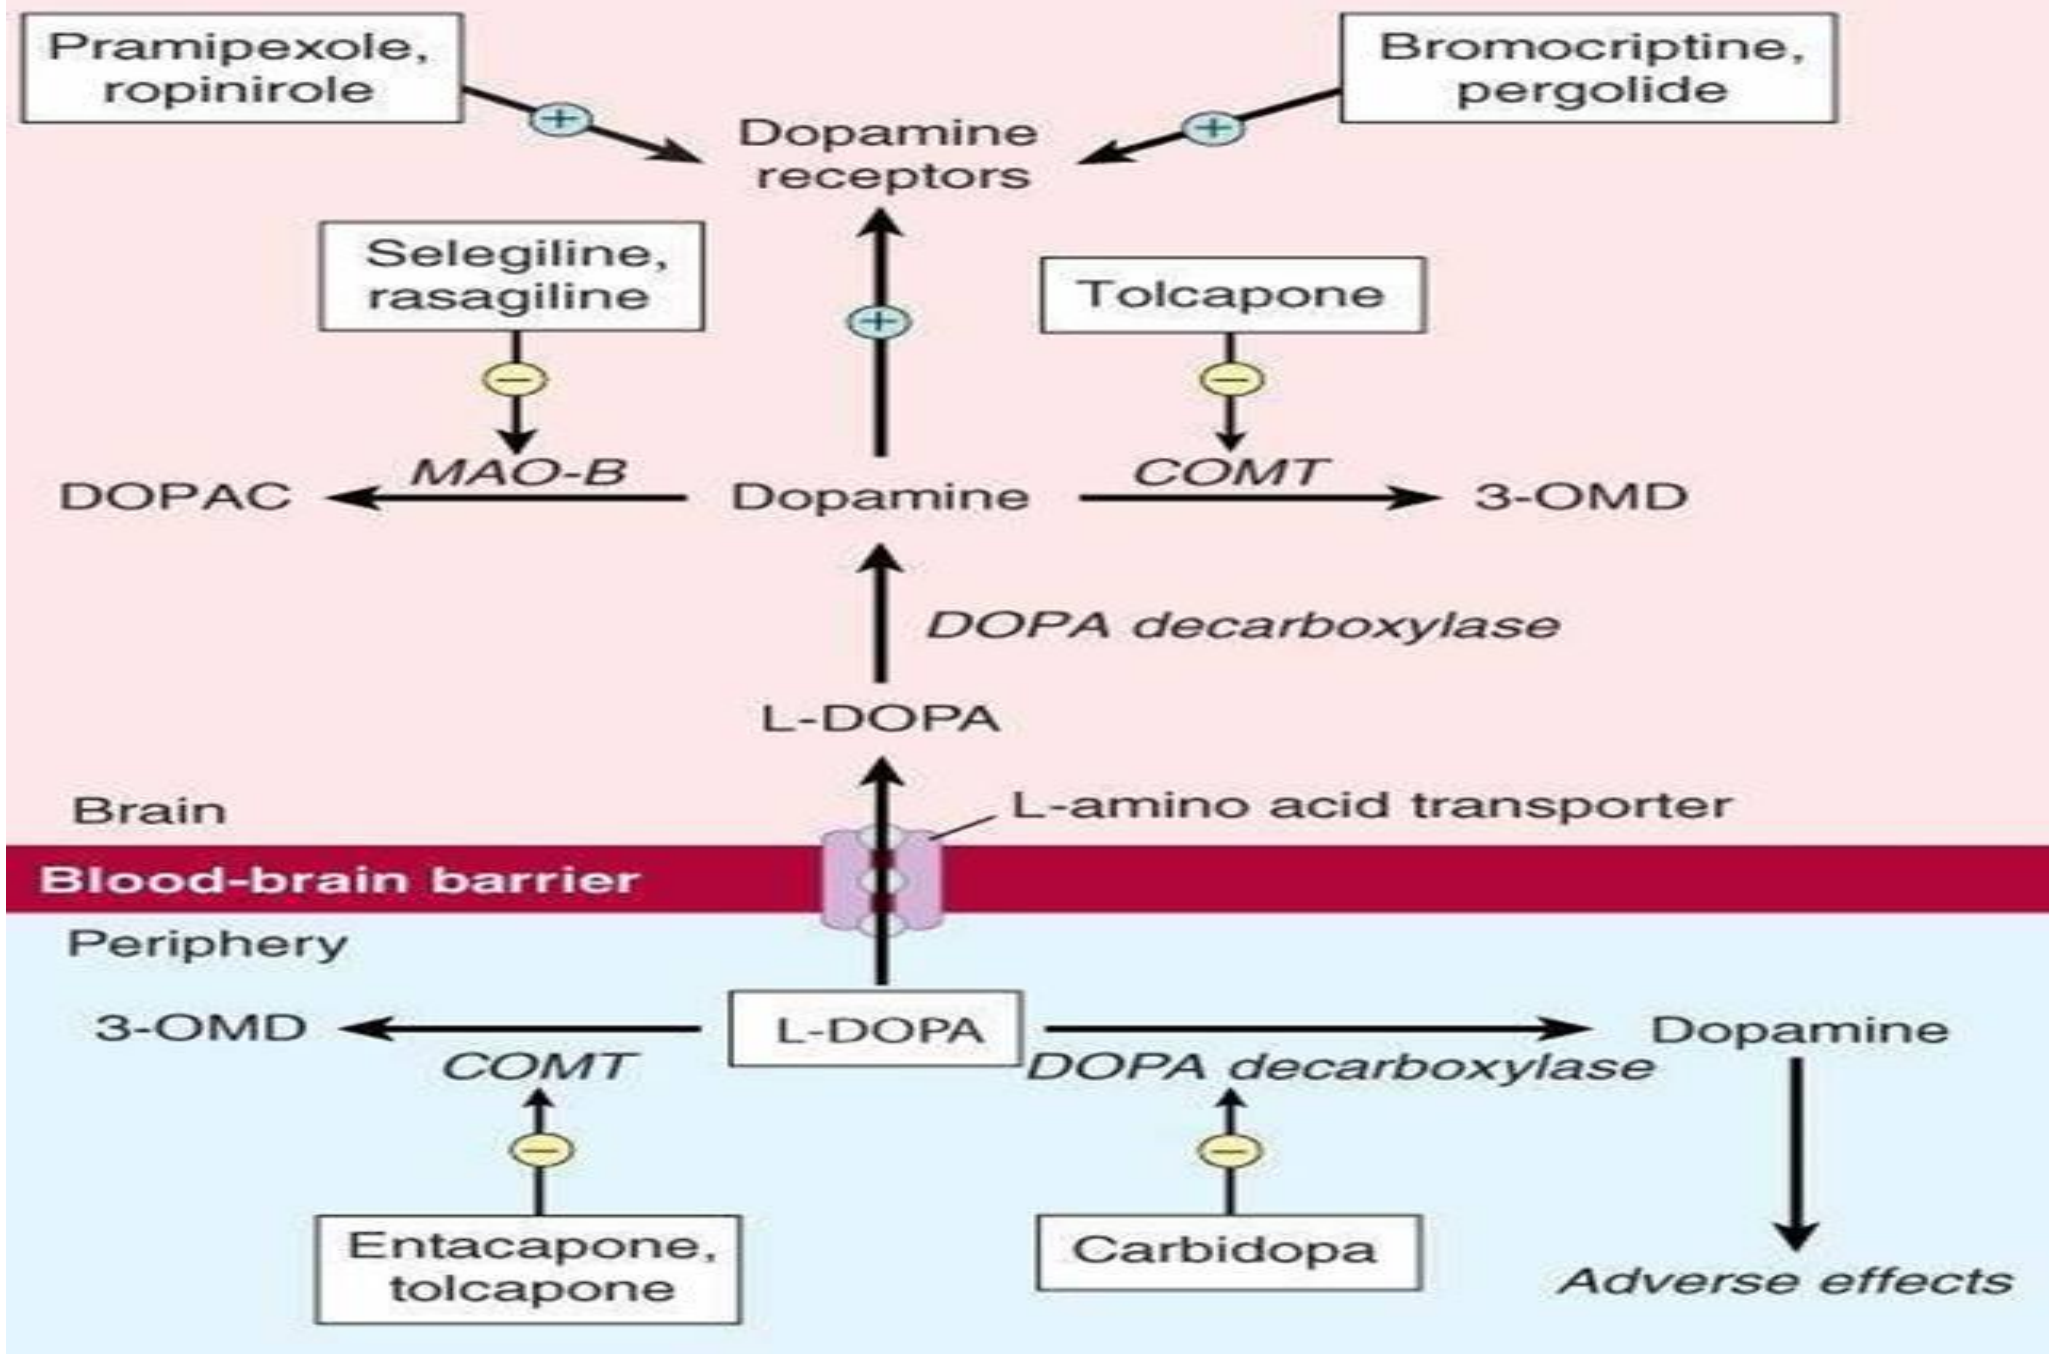 Pramipexole,
ropinirole
Bromocriptine,
pergolide
+
+
Dopamine
receptors
Selegiline,
rasagiline
Tolcapone
+
−
−
MAO-B
COMT
DOPAC
Dopamine
3-OMD
DOPA decarboxylase
L-DOPA
Brain
L-amino acid transporter
Blood-brain barrier
Periphery
3-OMD
L-DOPA
Dopamine
COMT
DOPA decarboxylase
−
−
Entacapone,
tolcapone
Carbidopa
Adverse effects